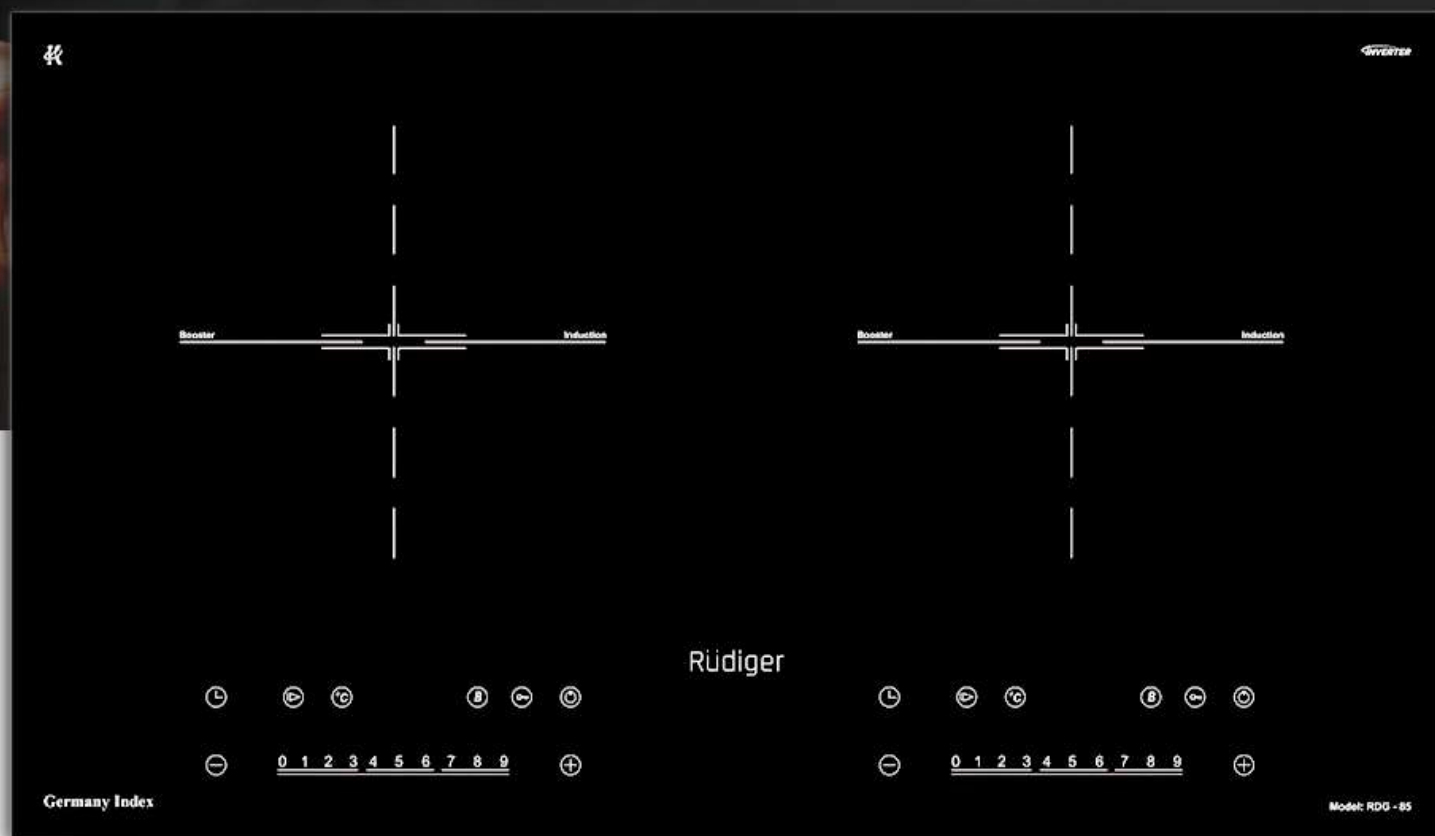 INVERTER
Booster Induction
Booster Induction
Rüdiger
°C B
°C B
0 1 2 3 4 5 6 7 8 9
0 1 2 3 4 5 6 7 8 9
Germany Index
Model: RDG - 85